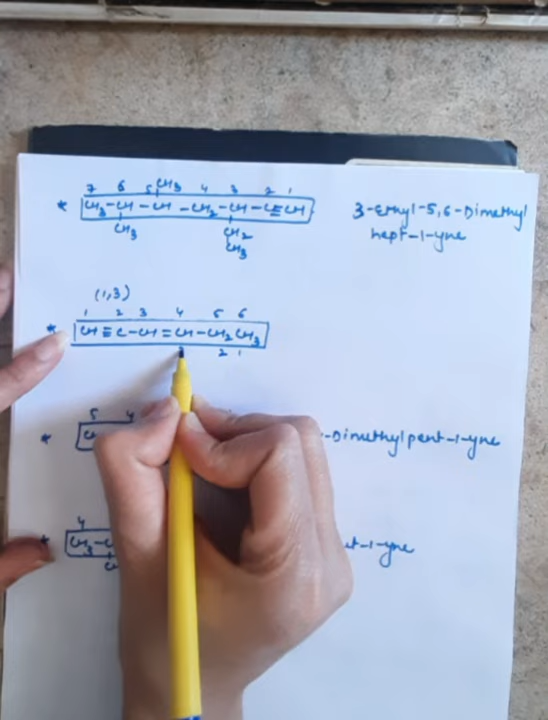 7 6 5 CH₃ 4 3 2 1
* CH₃-CH-CH-CH₂-CH-C≡CH
CH₃ CH₂
CH₃
3-Ethyl-5,6-Dimethyl
hept-1-yne
(1,3)
1 2 3 4 5 6
* CH≡C-CH=CH-CH₂CH₃
2 1
5 4
*
-Dimethylpent-1-yne
4
* CH₃-C
-1-yne